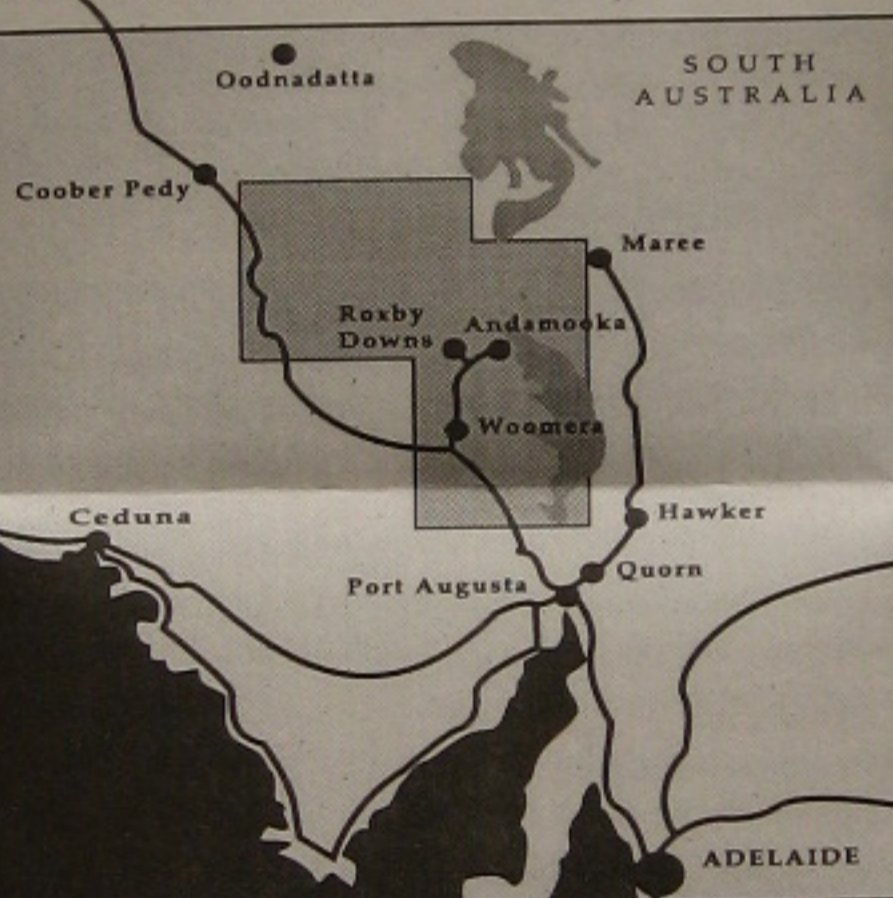 SOUTH
AUSTRALIA
Oodnadatta
Coober Pedy
Maree
Roxby
Downs
Andamooka
Woomera
Ceduna
Hawker
Quorn
Port Augusta
ADELAIDE